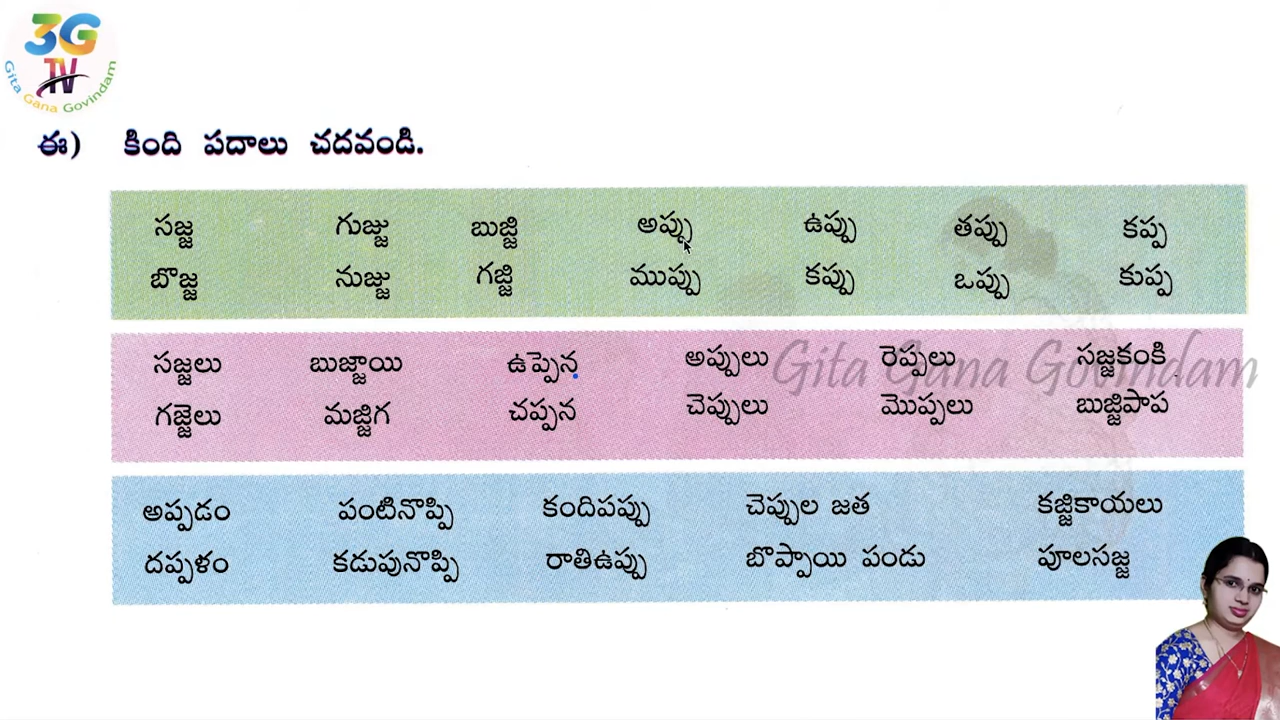 3G
TV
Gita Gana Govindam
ఈ) కింది పదాలు చదవండి.
సజ్జ గుజ్జు బుజ్జి అప్పు ఉప్పు తప్పు కప్ప
బొజ్జ నుజ్జు గజ్జి ముప్పు కప్పు ఒప్పు కుప్ప
సజ్జలు బుజ్జాయి ఉప్పెన అప్పులు రెప్పలు సజ్జకంకి
Gita Gana Govindam
గజ్జెలు మజ్జిగ చప్పన చెప్పులు మొప్పలు బుజ్జిపాప
అప్పడం పంటినొప్పి కందిపప్పు చెప్పుల జత కజ్జికాయలు
దప్పళం కడుపునొప్పి రాతిఉప్పు బొప్పాయి పండు పూలసజ్జ